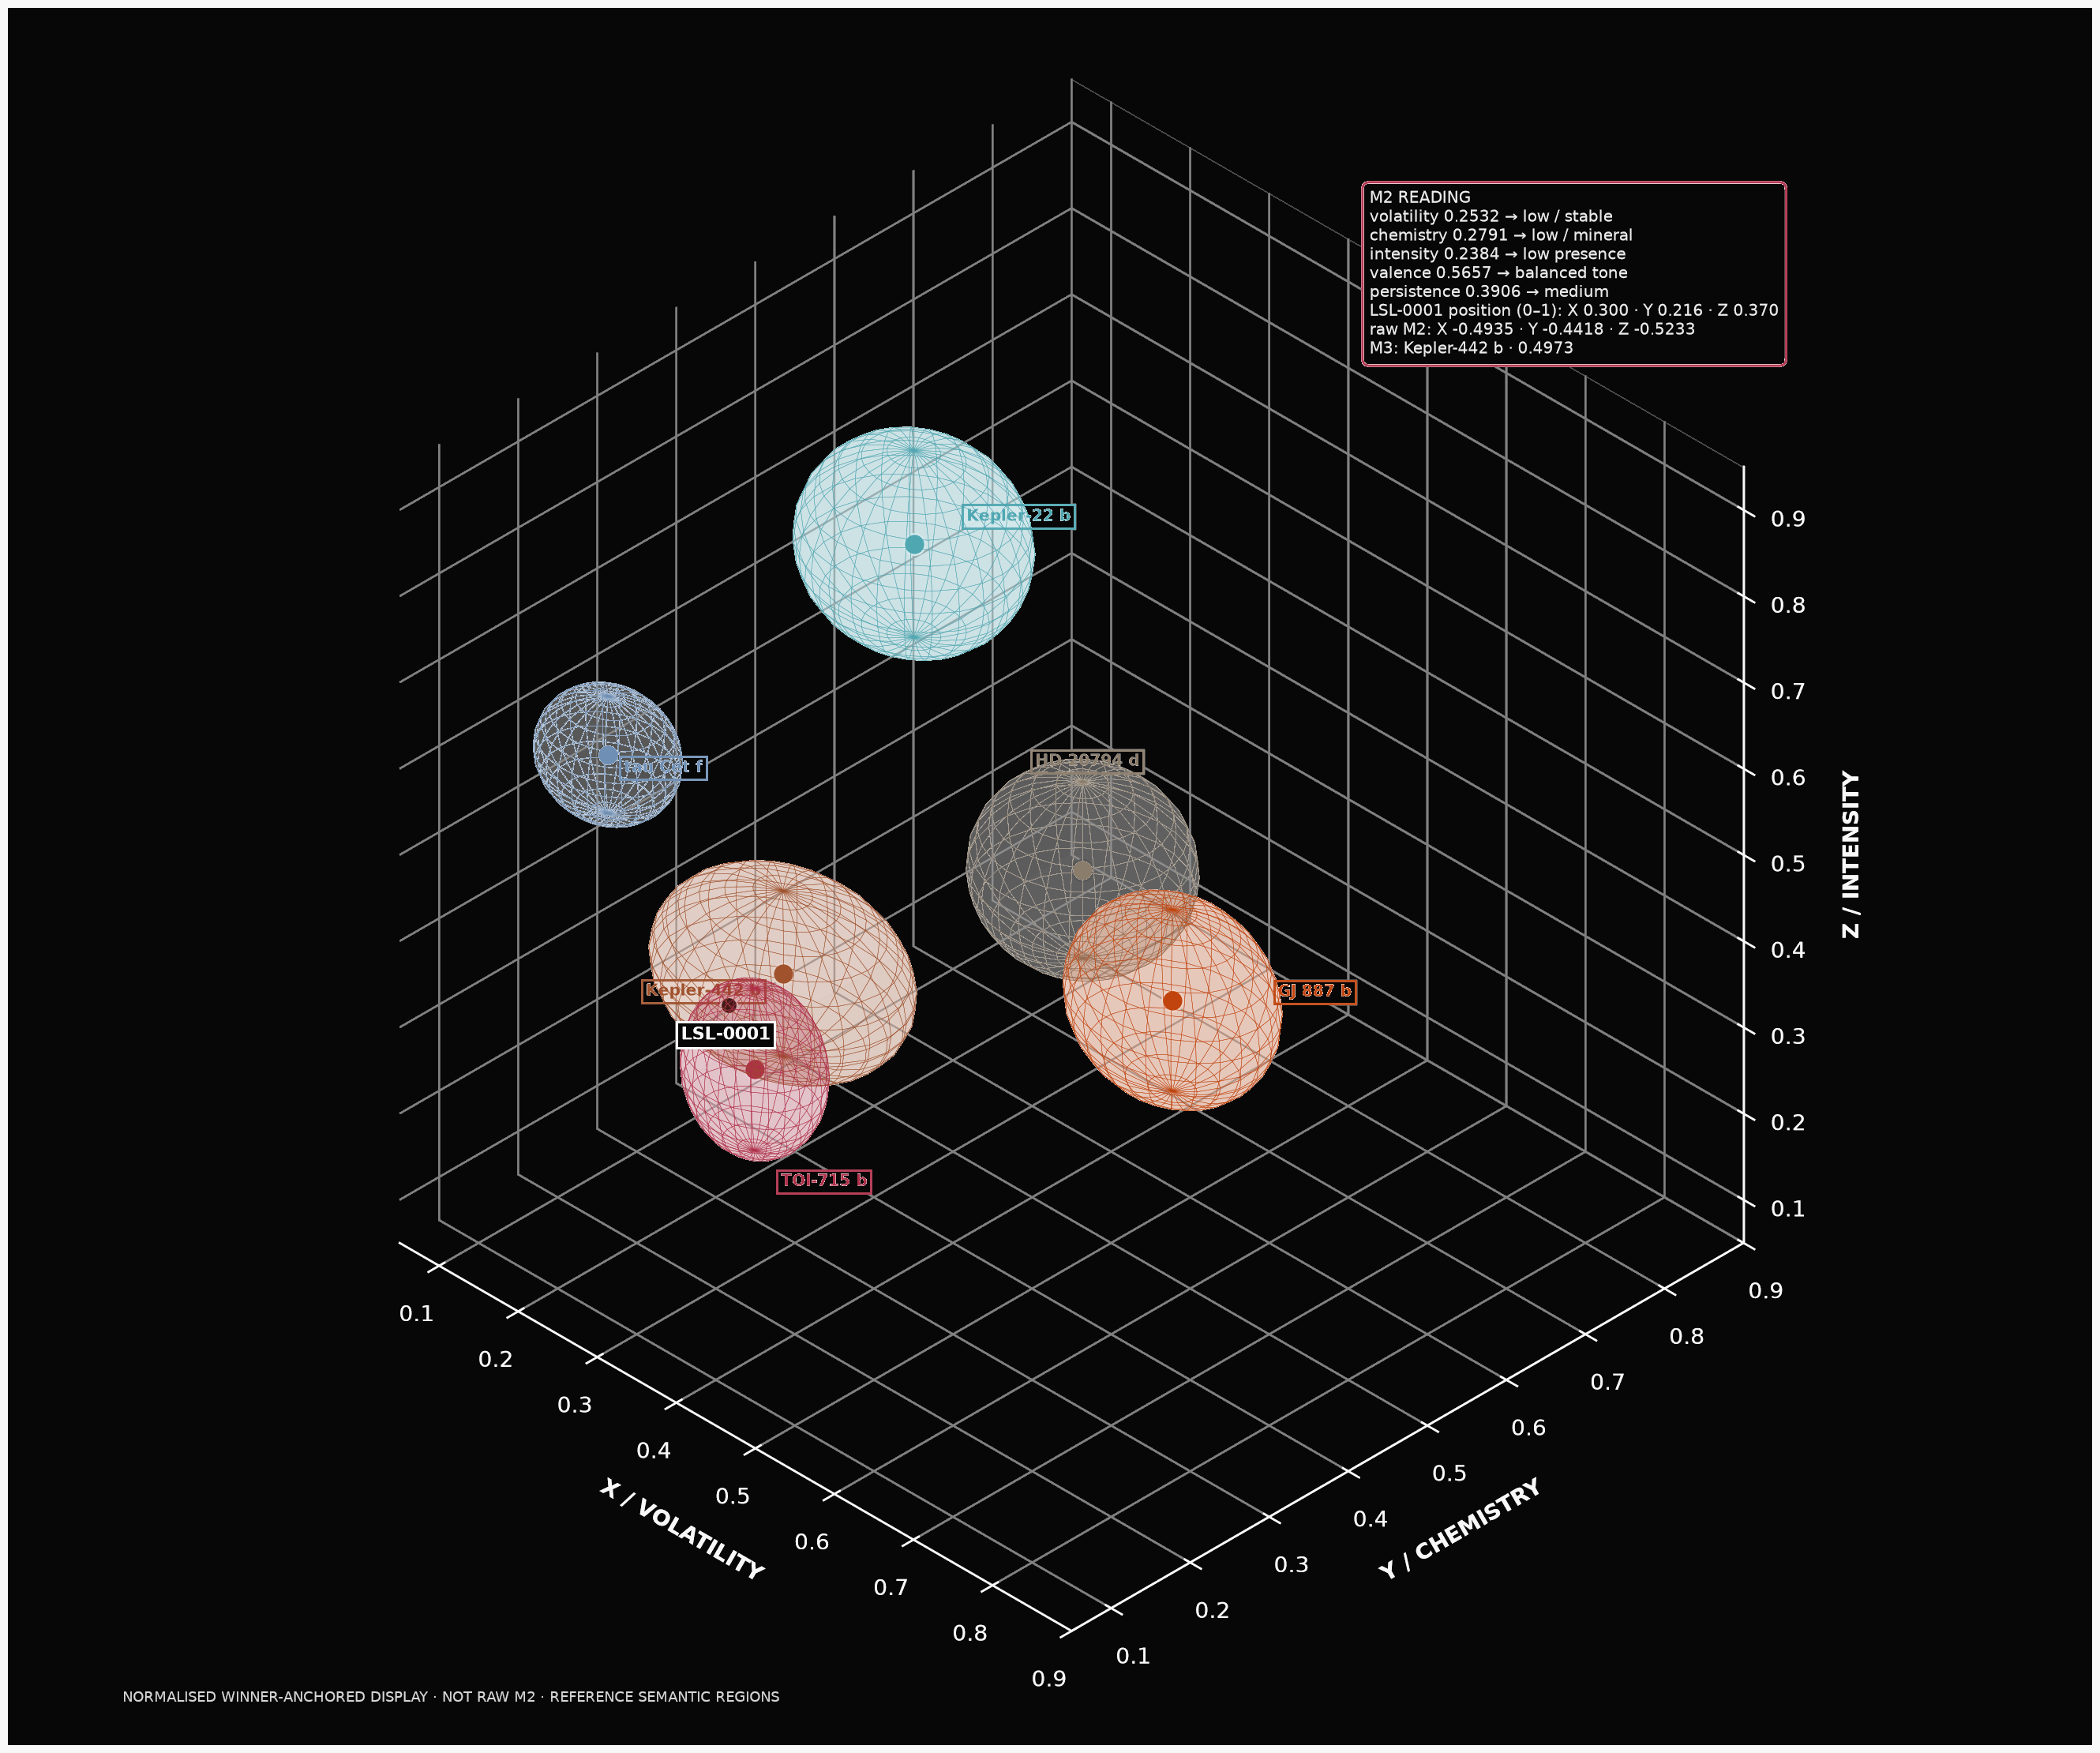 M2 READING
volatility 0.2532 → low / stable
chemistry 0.2791 → low / mineral
intensity 0.2384 → low presence
valence 0.5657 → balanced tone
persistence 0.3906 → medium
LSL-0001 position (0–1): X 0.300 · Y 0.216 · Z 0.370
raw M2: X -0.4935 · Y -0.4418 · Z -0.5233
M3: Kepler-442 b · 0.4973
Kepler-22 b
Tau Cet f
HD 20794 d
Kepler-442 b
GJ 887 b
LSL-0001
TOI-715 b
0.9
0.8
0.7
0.6
0.5
0.4
0.3
0.2
0.1
Z / INTENSITY
0.1
0.2
0.3
0.4
0.5
0.6
0.7
0.8
0.9
X / VOLATILITY
0.1
0.2
0.3
0.4
0.5
0.6
0.7
0.8
0.9
Y / CHEMISTRY
NORMALISED WINNER-ANCHORED DISPLAY · NOT RAW M2 · REFERENCE SEMANTIC REGIONS